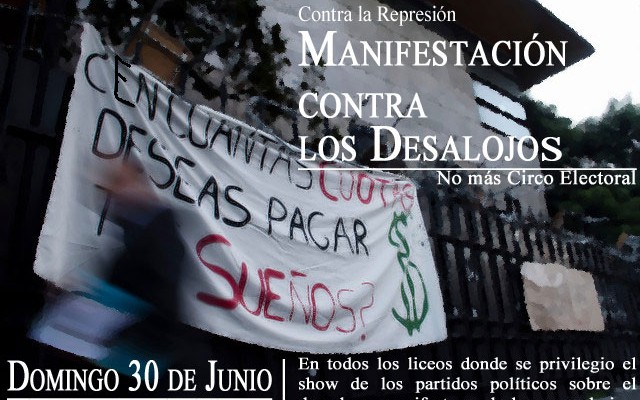 Contra la Represión
MANIFESTACIÓN
CONTRA
LOS DESALOJOS
No más Circo Electoral
¿EN CUANTAS CUOTAS
DESEAS PAGAR
T
SUEÑOS?
DOMINGO 30 DE JUNIO
En todos los liceos donde se privilegio el
show de los partidos políticos sobre el